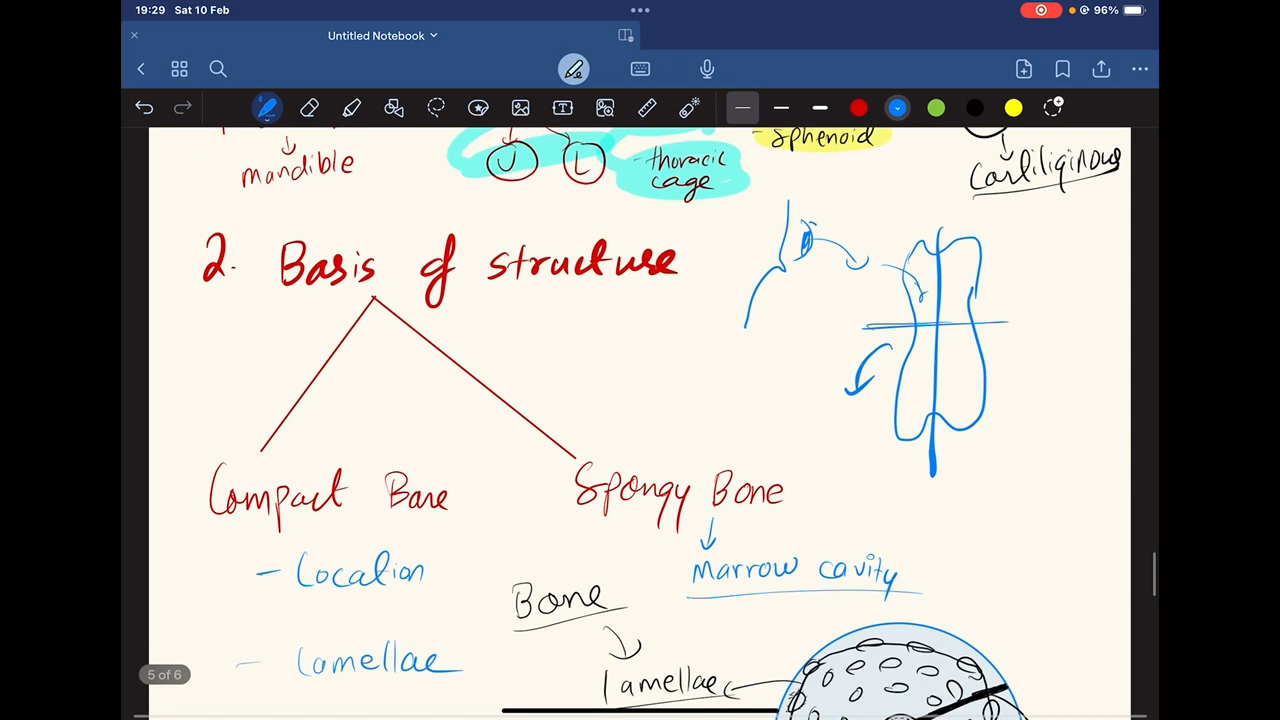 19:29 Sat 10 Feb
96%
Untitled Notebook
sphenoid
mandible
U
L
- thoracic
cage
Cartiliginous
2. Basis of structure
Compact Bone
Spongy Bone
- Location
Marrow cavity
Bone
- Lamellae
lamellae
5 of 6